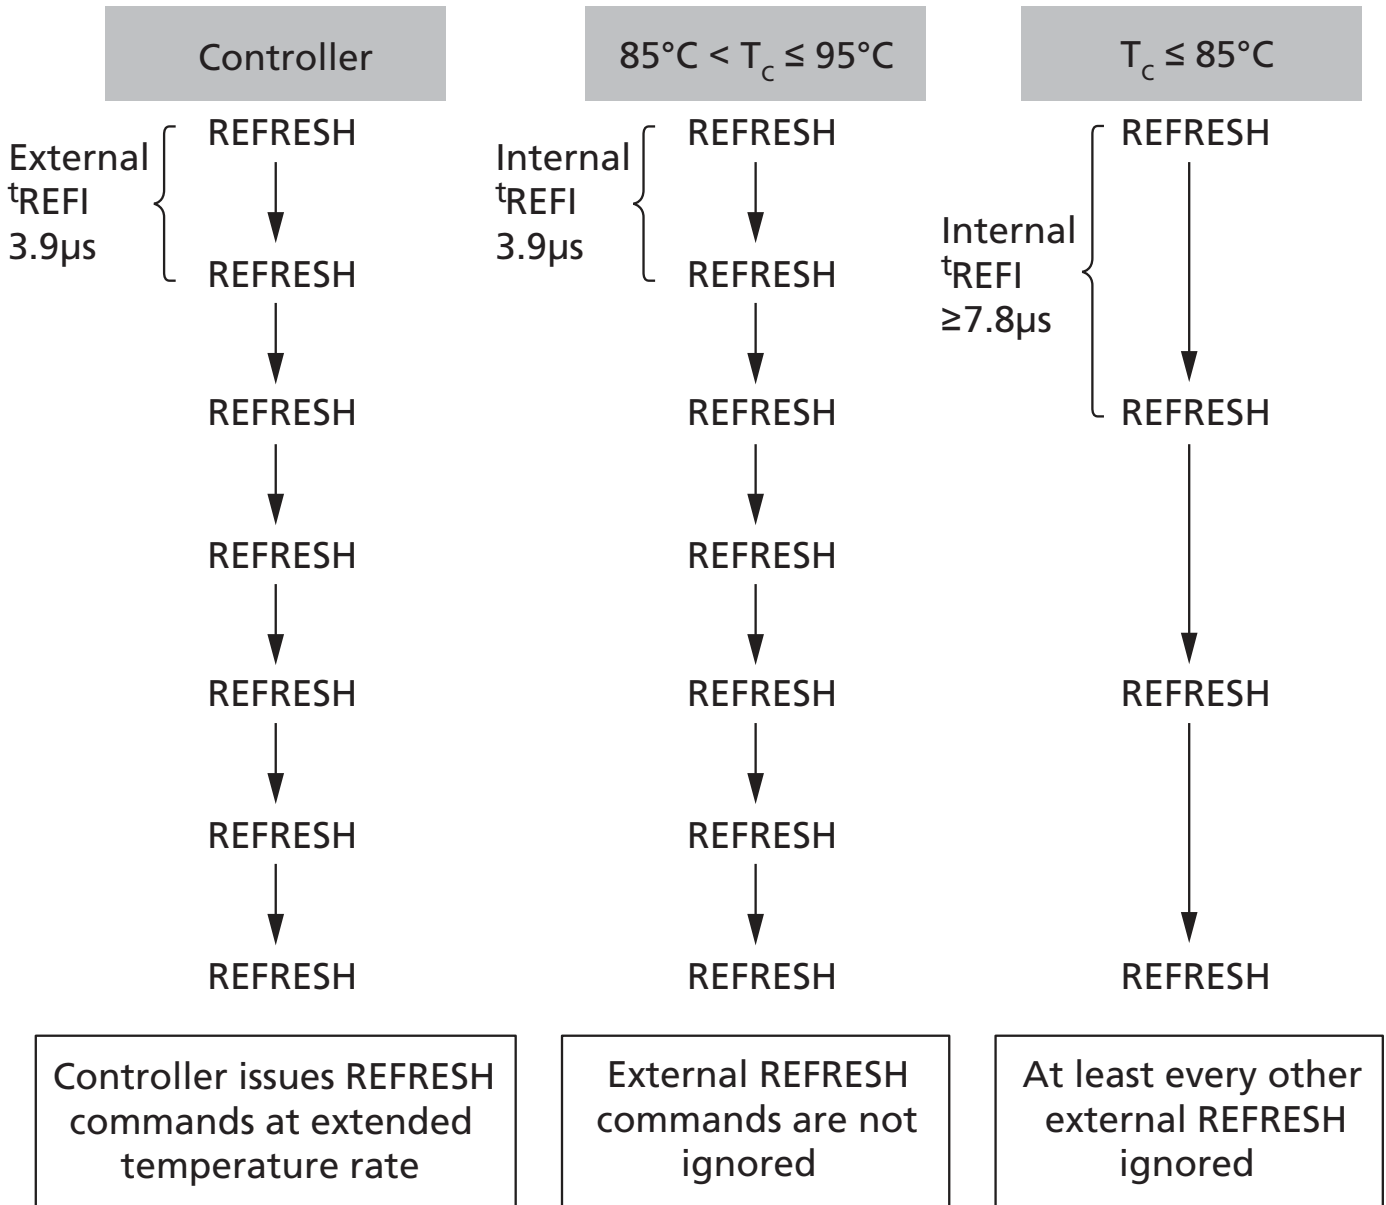 Controller
External
tREFI
3.9µs
REFRESH
REFRESH
REFRESH
REFRESH
REFRESH
REFRESH
REFRESH
Controller issues REFRESH
commands at extended
temperature rate
85°C < TC ≤ 95°C
Internal
tREFI
3.9µs
REFRESH
REFRESH
REFRESH
REFRESH
REFRESH
REFRESH
REFRESH
External REFRESH
commands are not
ignored
TC ≤ 85°C
Internal
tREFI
≥7.8µs
REFRESH
REFRESH
REFRESH
REFRESH
At least every other
external REFRESH
ignored